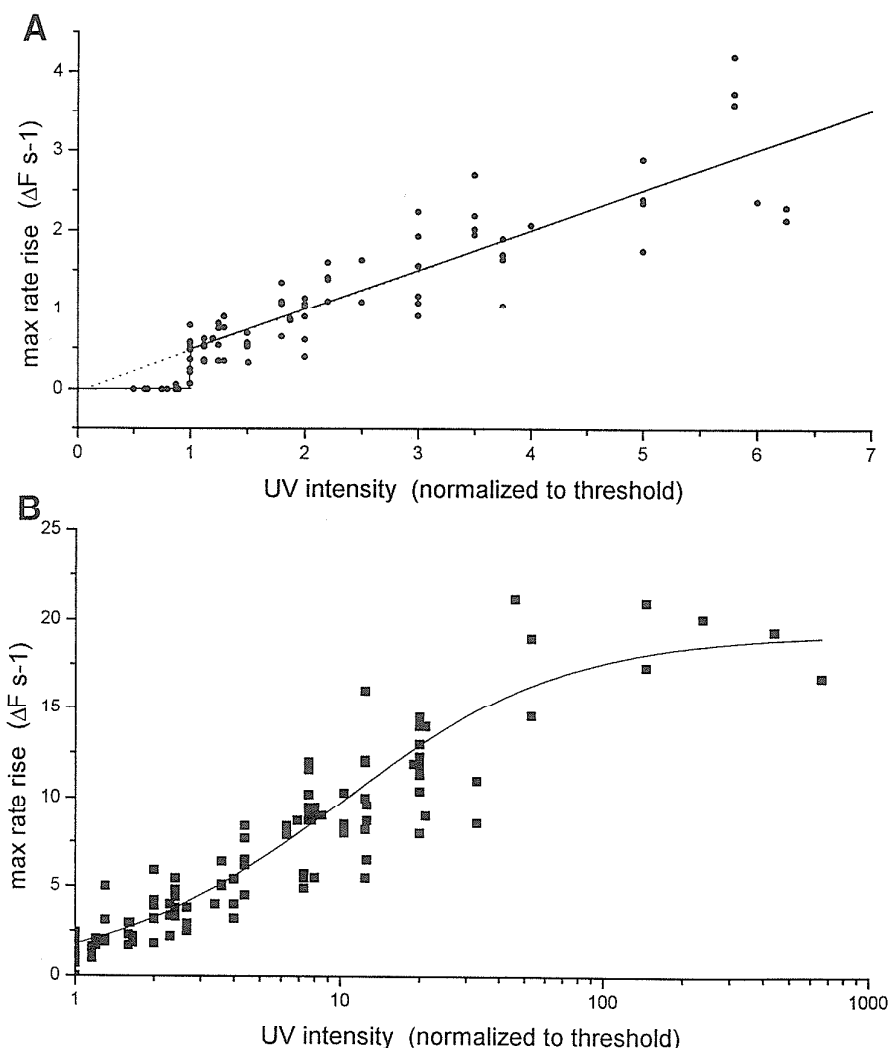 A
4
3
2
1
0
max rate rise (ΔF s-1)
0 1 2 3 4 5 6 7
UV intensity (normalized to threshold)
B
25
20
15
10
5
0
max rate rise (ΔF s-1)
1 10 100 1000
UV intensity (normalized to threshold)